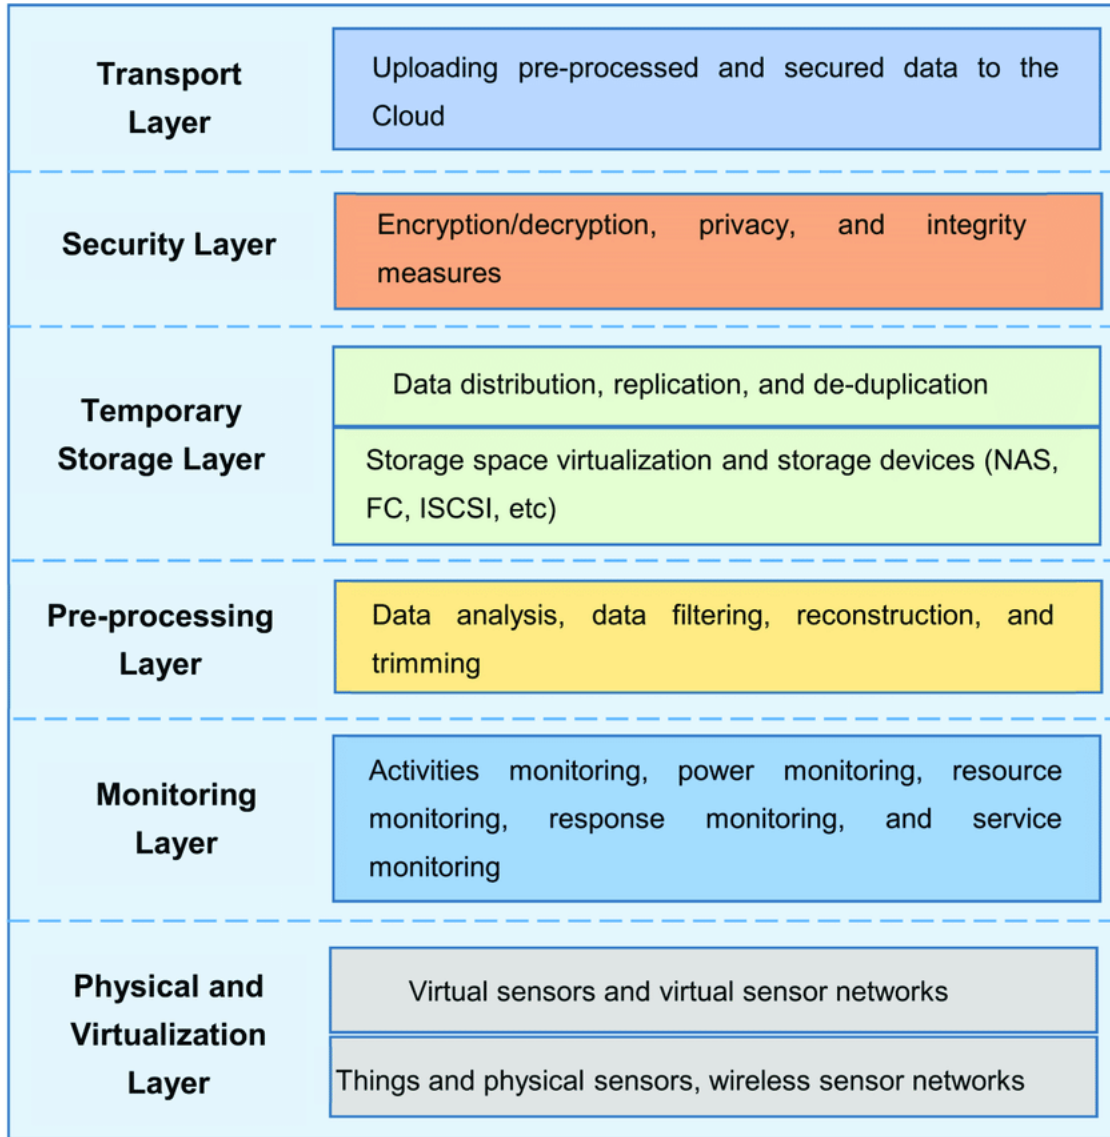 Transport
Layer
Uploading pre-processed and secured data to the
Cloud
Security Layer
Encryption/decryption, privacy, and integrity
measures
Temporary
Storage Layer
Data distribution, replication, and de-duplication
Storage space virtualization and storage devices (NAS,
FC, ISCSI, etc)
Pre-processing
Layer
Data analysis, data filtering, reconstruction, and
trimming
Monitoring
Layer
Activities monitoring, power monitoring, resource
monitoring, response monitoring, and service
monitoring
Physical and
Virtualization
Layer
Virtual sensors and virtual sensor networks
Things and physical sensors, wireless sensor networks